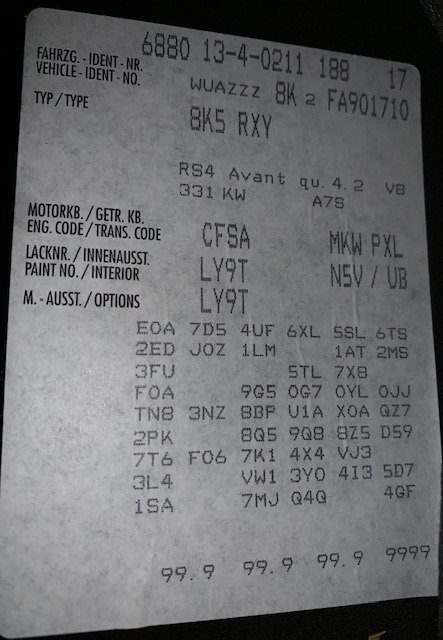 6880 13-4-0211 188 17
FAHRZG. - IDENT - NR.
VEHICLE - IDENT - NO.
WUAZZZ 8K 2 FA901710
TYP / TYPE
8K5 RXY
RS4 Avant qu. 4. 2 V8
331 KW A7S
MOTORKB. / GETR. KB.
ENG. CODE / TRANS. CODE
CFSA MKW PXL
LACKNR. / INNENAUSST.
PAINT NO. / INTERIOR
LY9T N5V / UB
M. - AUSST. / OPTIONS
LY9T
E0A 7D5 4UF 6XL 5SL 6TS
2ED J0Z 1LM 1AT 2MS
3FU 5TL 7X8
F0A 9G5 0G7 0YL 0JJ
TN8 3NZ 8BP U1A X0A QZ7
2PK 8Q5 9Q8 8Z5 D59
7T6 F06 7K1 4X4 VJ3
3L4 VW1 3Y0 4I3 5D7
1SA 7MJ Q4Q 4GF
99. 9 99. 9 99. 9 9999